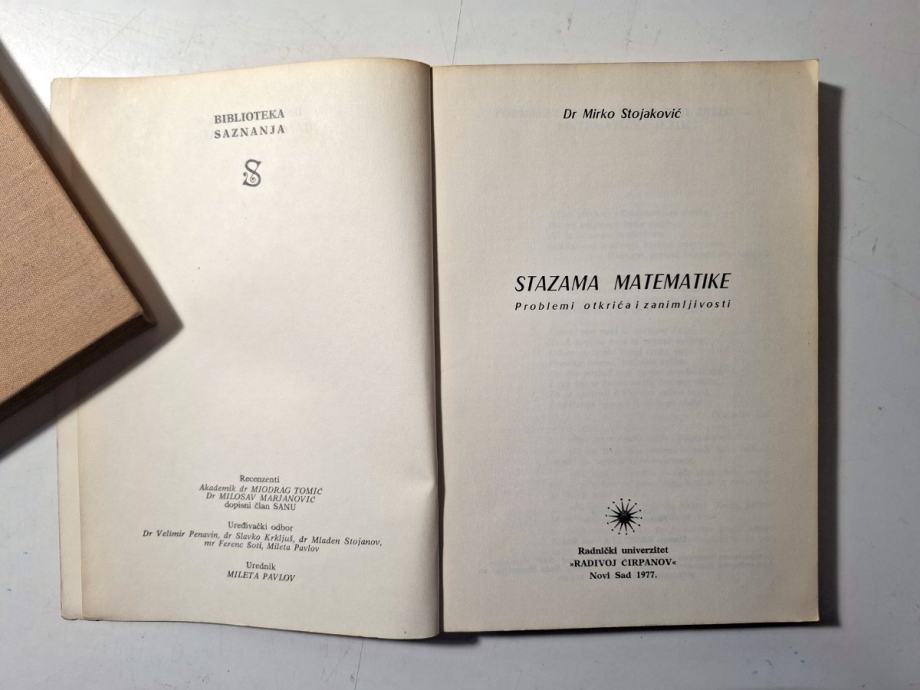 BIBLIOTEKA
SAZNANJA
S
Recenzenti
Akademik dr MIODRAG TOMIĆ
Dr MILOSAV MARJANOVIĆ
dopisni član SANU
Uređivački odbor
Dr Velimir Penavin, dr Slavko Krkljuš, dr Mladen Stojanov,
mr Ferenc Soti, Mileta Pavlov
Urednik
MILETA PAVLOV
Dr Mirko Stojaković
STAZAMA MATEMATIKE
Problemi otkrića i zanimljivosti
Radnički univerzitet
»RADIVOJ CIRPANOV«
Novi Sad 1977.